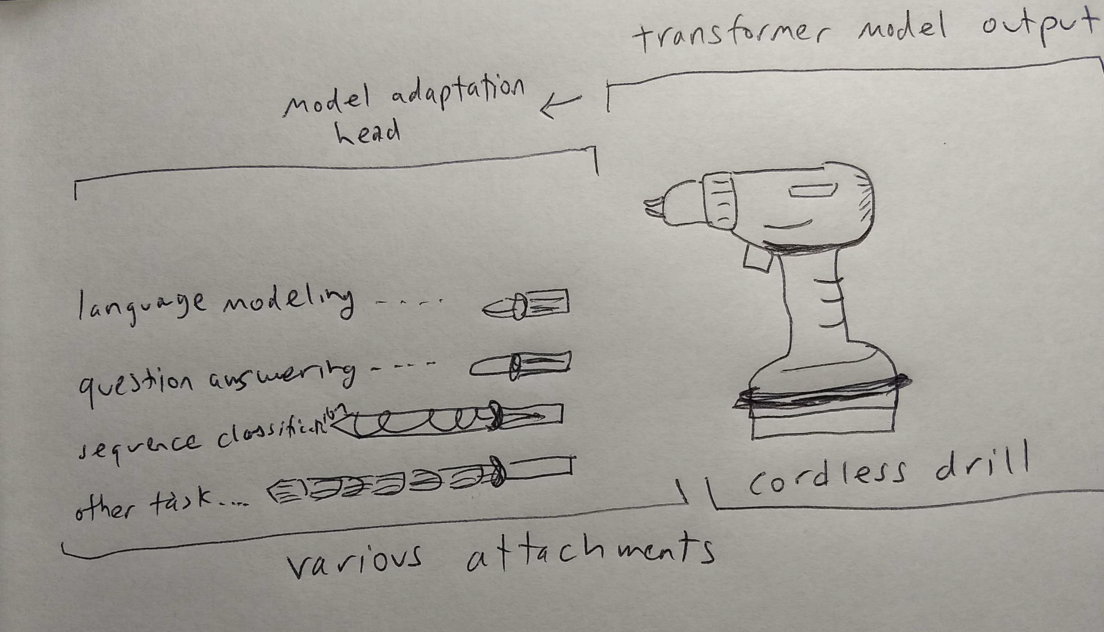 transformer model output
model adaptation
head
language modeling ----
question answering ----
sequence classification
other task....
cordless drill
various attachments